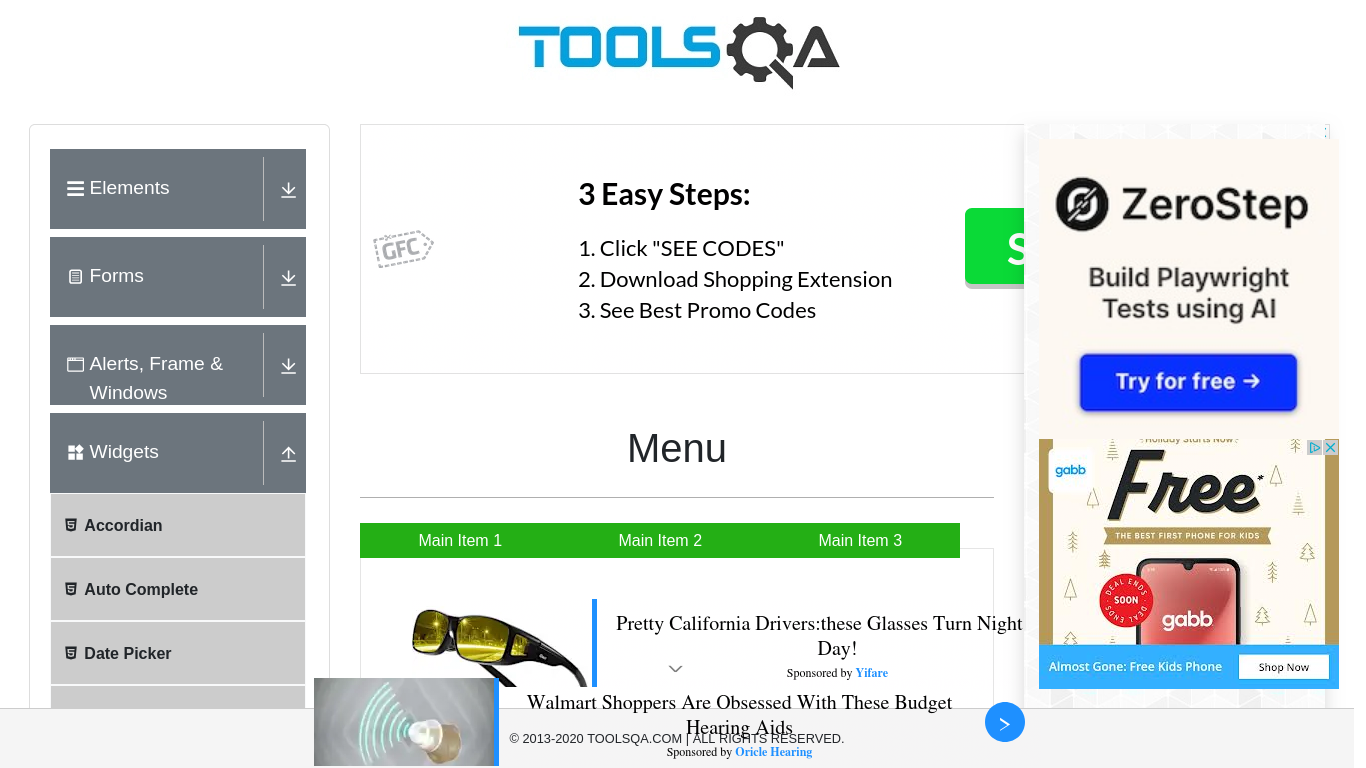 TOOLSQA
Elements
Forms
Alerts, Frame &
Windows
Widgets
Accordian
Auto Complete
Date Picker
GFC
3 Easy Steps:
1. Click "SEE CODES"
2. Download Shopping Extension
3. See Best Promo Codes
S
Menu
Main Item 1
Main Item 2
Main Item 3
Pretty California Drivers:these Glasses Turn Night
Day!
Sponsored by Yifare
Walmart Shoppers Are Obsessed With These Budget
Hearing Aids
Sponsored by Oricle Hearing
© 2013-2020 TOOLSQA.COM | ALL RIGHTS RESERVED.
ZeroStep
Build Playwright
Tests using AI
Try for free →
Holiday Starts Now
gabb
Free*
THE BEST FIRST PHONE FOR KIDS
DEAL ENDS
SOON
DEAL ENDS
gabb
Almost Gone: Free Kids Phone
Shop Now